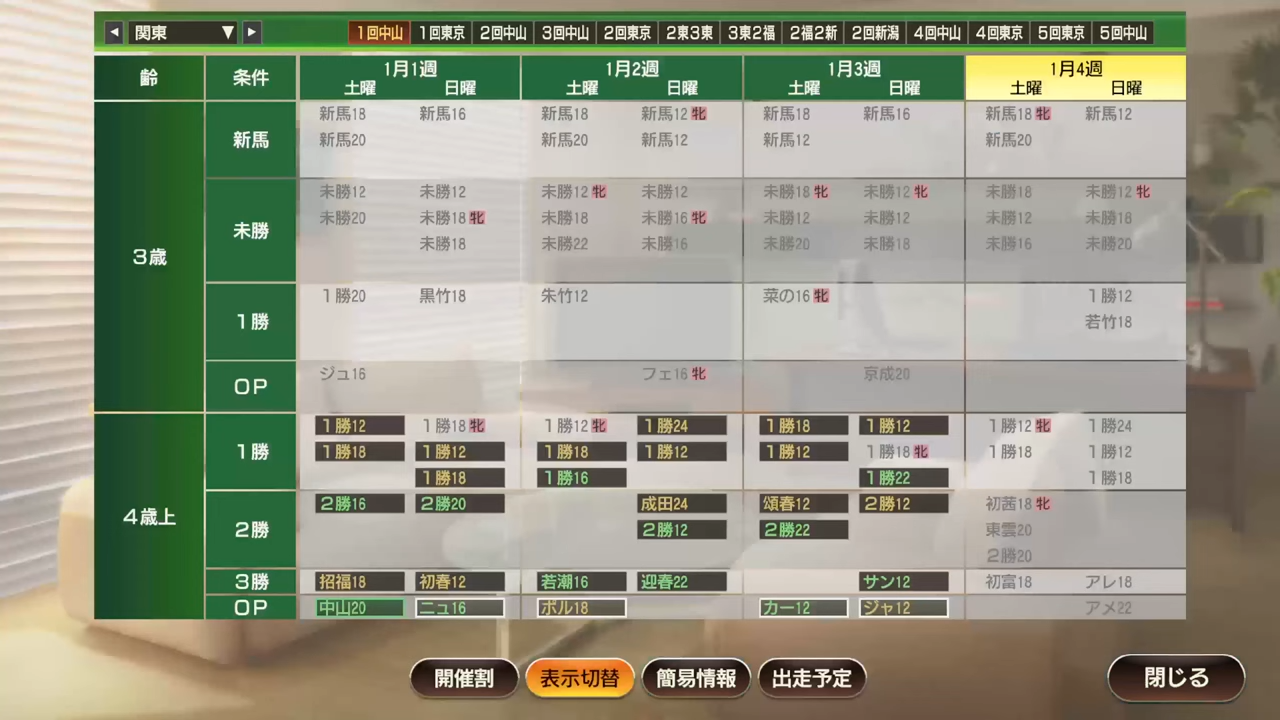 ◀ 関東 ▼ ▶ 1回中山 1回東京 2回中山 3回中山 2回東京 2東3東 3東2福 2福2新 2回新潟 4回中山 4回東京 5回東京 5回中山
齢 条件 1月1週 1月2週 1月3週 1月4週
土曜 日曜 土曜 日曜 土曜 日曜 土曜 日曜
3歳
新馬
新馬18 新馬16 新馬18 新馬12 牝 新馬18 新馬16 新馬18 牝 新馬12
新馬20 新馬20 新馬12 新馬12 新馬20
未勝
未勝12 未勝12 未勝12 牝 未勝12 未勝18 牝 未勝12 牝 未勝18 未勝12 牝
未勝20 未勝18 牝 未勝18 未勝16 牝 未勝12 未勝12 未勝12 未勝18
未勝18 未勝22 未勝16 未勝20 未勝18 未勝16 未勝20
1勝
1勝20 黒竹18 朱竹12 菜の16 牝 1勝12
若竹18
OP
ジュ16 フェ16 牝 京成20
4歳上
1勝
1勝12 1勝18 牝 1勝12 牝 1勝24 1勝18 1勝12 1勝12 牝 1勝24
1勝18 1勝12 1勝18 1勝12 1勝12 1勝18 牝 1勝18 1勝12
1勝18 1勝16 1勝22 1勝18
2勝
2勝16 2勝20 成田24 頌春12 2勝12 初茜18 牝
2勝12 2勝22 東雲20
2勝20
3勝 招福18 初春12 若潮16 迎春22 サン12 初富18 アレ18
OP 中山20 ニュ16 ポル18 カー12 ジャ12 アメ22
開催割 表示切替 簡易情報 出走予定 閉じる